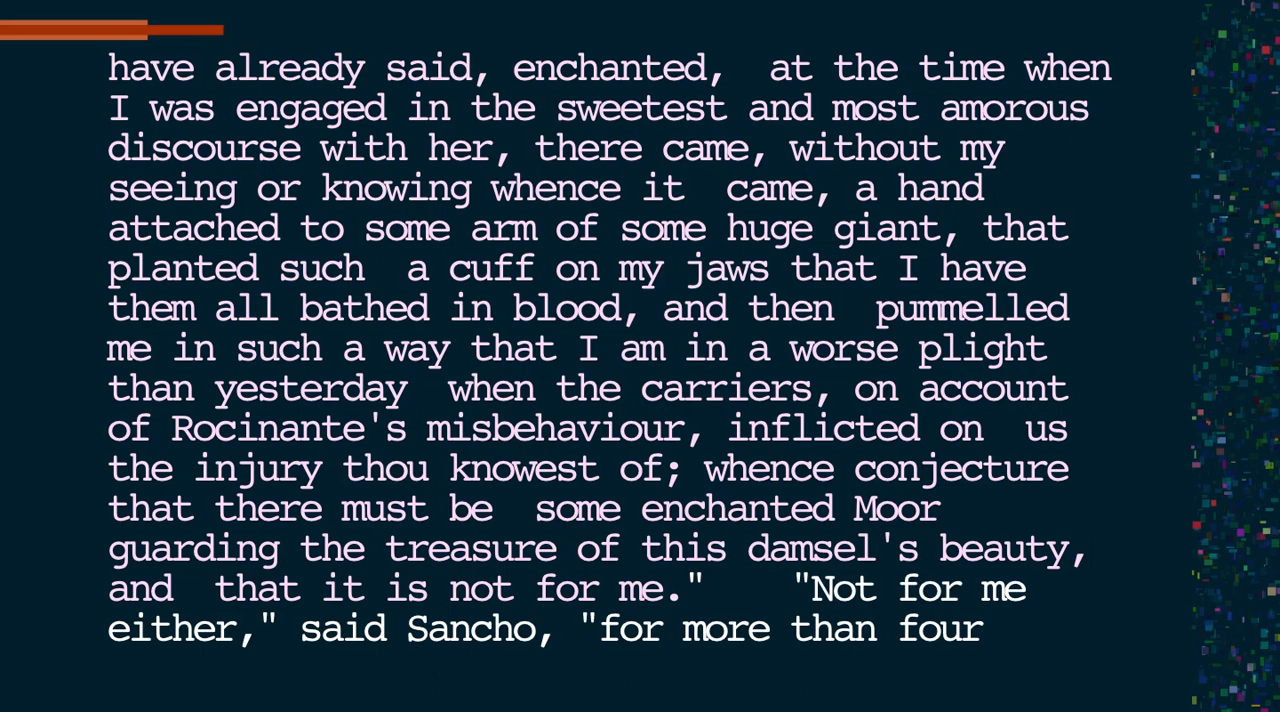 have already said, enchanted,  at the time when
I was engaged in the sweetest and most amorous
discourse with her, there came, without my
seeing or knowing whence it  came, a hand
attached to some arm of some huge giant, that
planted such  a cuff on my jaws that I have
them all bathed in blood, and then  pummelled
me in such a way that I am in a worse plight
than yesterday  when the carriers, on account
of Rocinante's misbehaviour, inflicted on  us
the injury thou knowest of; whence conjecture
that there must be  some enchanted Moor
guarding the treasure of this damsel's beauty,
and  that it is not for me."    "Not for me
either," said Sancho, "for more than four